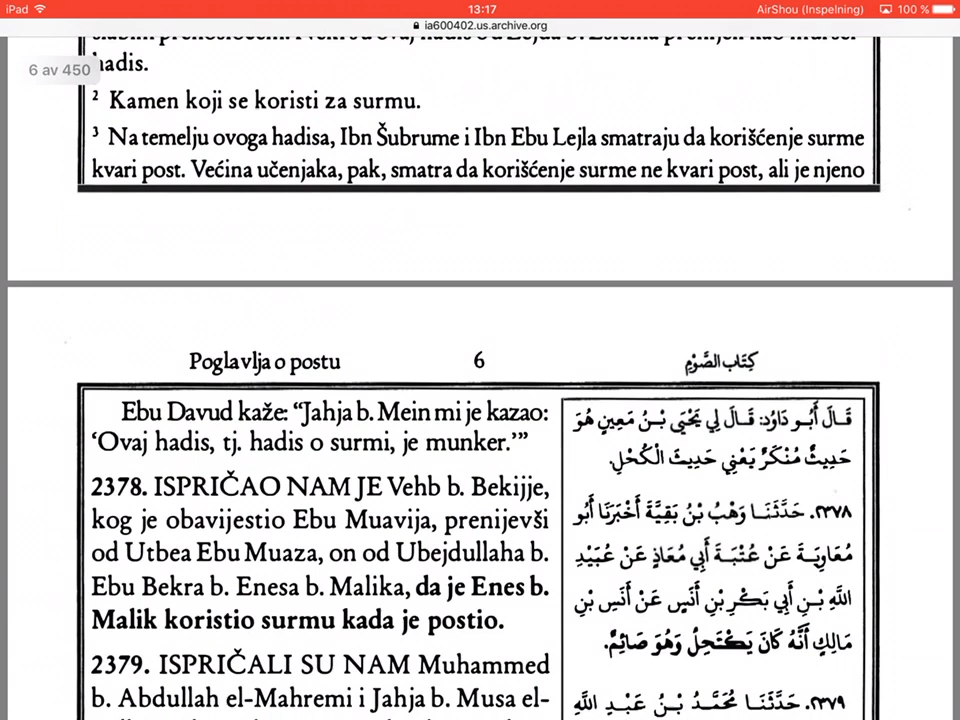 iPad 13:17 AirShou (Inspelning) 100 %
ia600402.us.archive.org
6 av 450
hadis.
2 Kamen koji se koristi za surmu.
3 Na temelju ovoga hadisa, Ibn Šubrume i Ibn Ebu Lejla smatraju da korišćenje surme
kvari post. Većina učenjaka, pak, smatra da korišćenje surme ne kvari post, ali je njeno
Poglavlja o postu 6 كِتَاب الصَّوْمِ
Ebu Davud kaže: “Jahja b. Mein mi je kazao:
‘Ovaj hadis, tj. hadis o surmi, je munker.’”
2378. ISPRIČAO NAM JE Vehb b. Bekijje,
kog je obavijestio Ebu Muavija, prenijevši
od Utbea Ebu Muaza, on od Ubejdullaha b.
Ebu Bekra b. Enesa b. Malika, da je Enes b.
Malik koristio surmu kada je postio.
2379. ISPRIČALI SU NAM Muhammed
b. Abdullah el-Mahremi i Jahja b. Musa el-
قَالَ أَبُو دَاوُد: قَالَ لِي يَحْيَى بْنُ مَعِينٍ هُوَ
حَدِيثٌ مُنْكَرٌ يَعْنِي حَدِيثَ الْكُحْلِ.
٢٣٧٨. حَدَّثَنَا وَهْبُ بْنُ بَقِيَّةَ أَخْبَرَنَا أَبُو
مُعَاوِيَةَ عَنْ عُتْبَةَ أَبِي مُعَاذٍ عَنْ عُبَيْدِ
اللَّهِ بْنِ أَبِي بَكْرِ بْنِ أَنَسٍ عَنْ أَنَسِ بْنِ
مَالِكٍ أَنَّهُ كَانَ يَكْتَحِلُ وَهُوَ صَائِمٌ.
٢٣٧٩. حَدَّثَنَا مُحَمَّدُ بْنُ عَبْدِ اللَّهِ